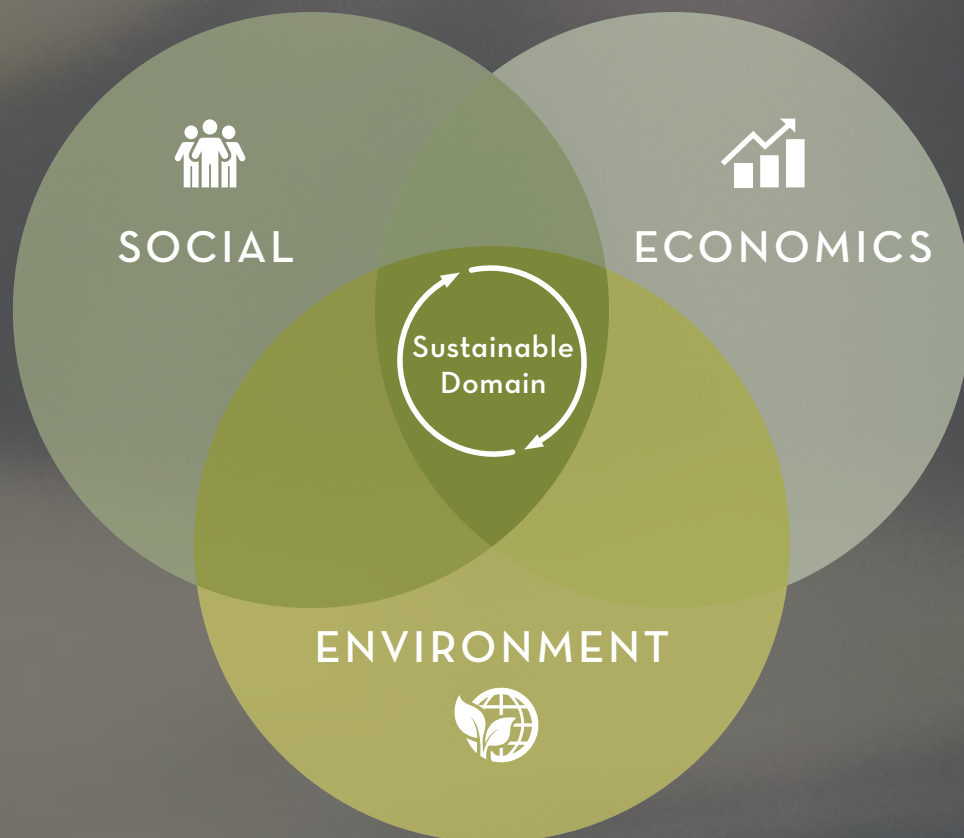 SOCIAL
ECONOMICS
Sustainable
Domain
ENVIRONMENT